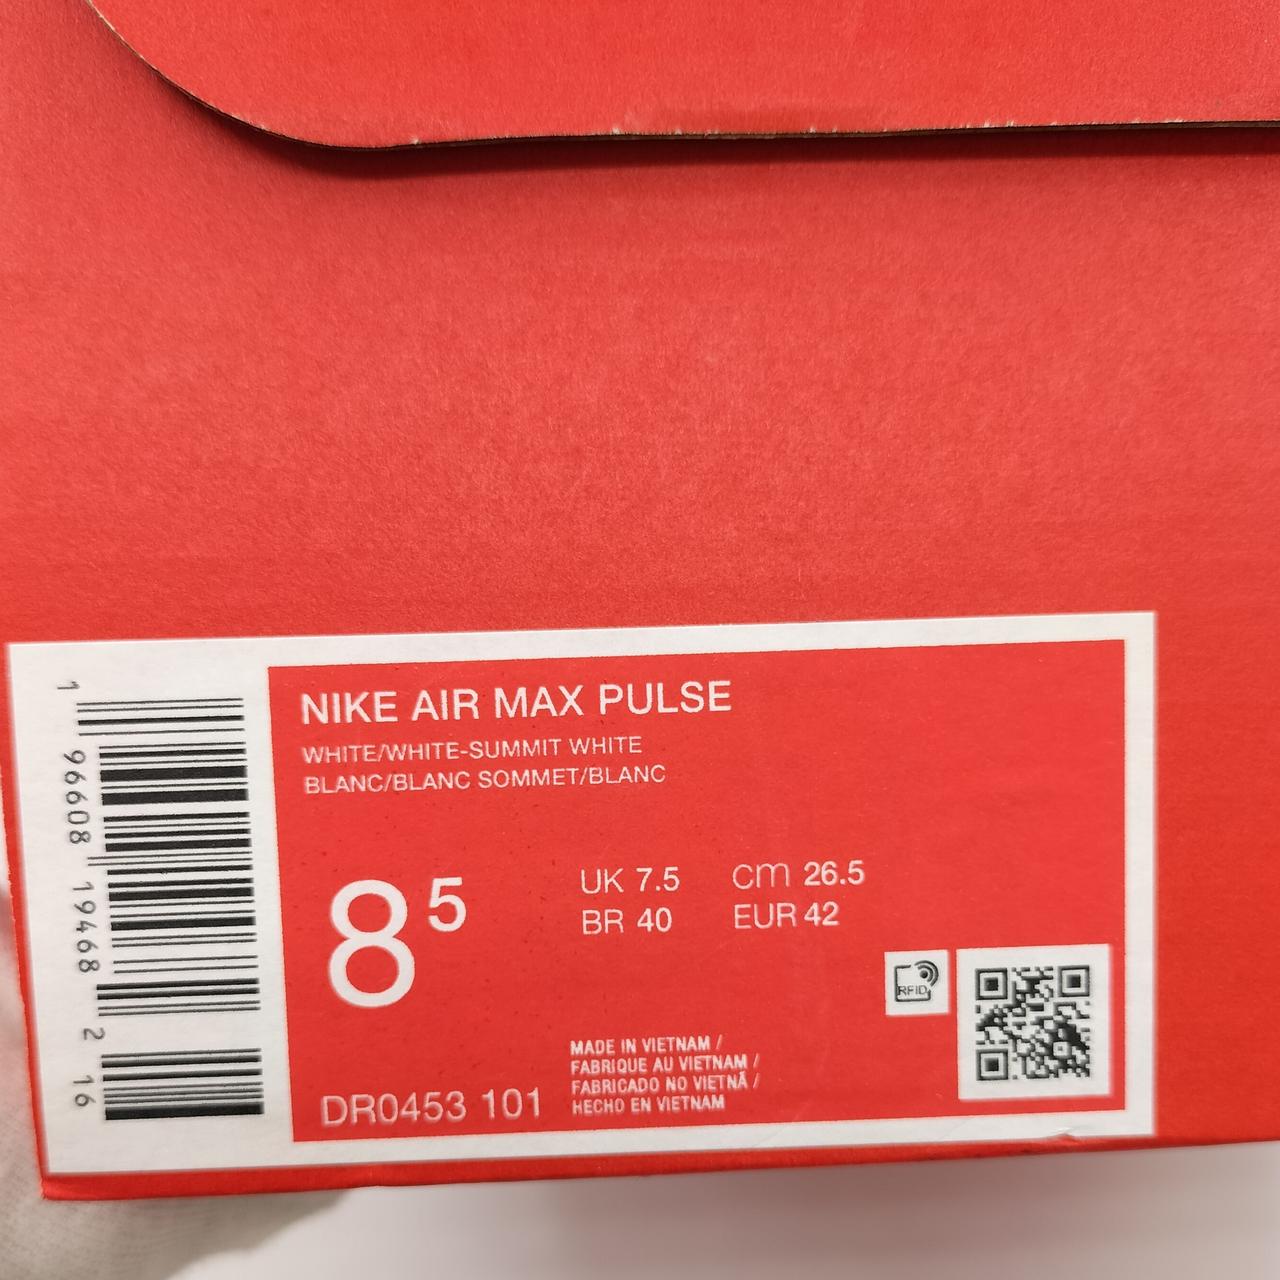 NIKE AIR MAX PULSE
WHITE/WHITE-SUMMIT WHITE
BLANC/BLANC SOMMET/BLANC
8 5
UK 7.5 cm 26.5
BR 40 EUR 42
RFID
MADE IN VIETNAM /
FABRIQUE AU VIETNAM /
FABRICADO NO VIETNÃ /
HECHO EN VIETNAM
DR0453 101
1 96608 19468 2 16